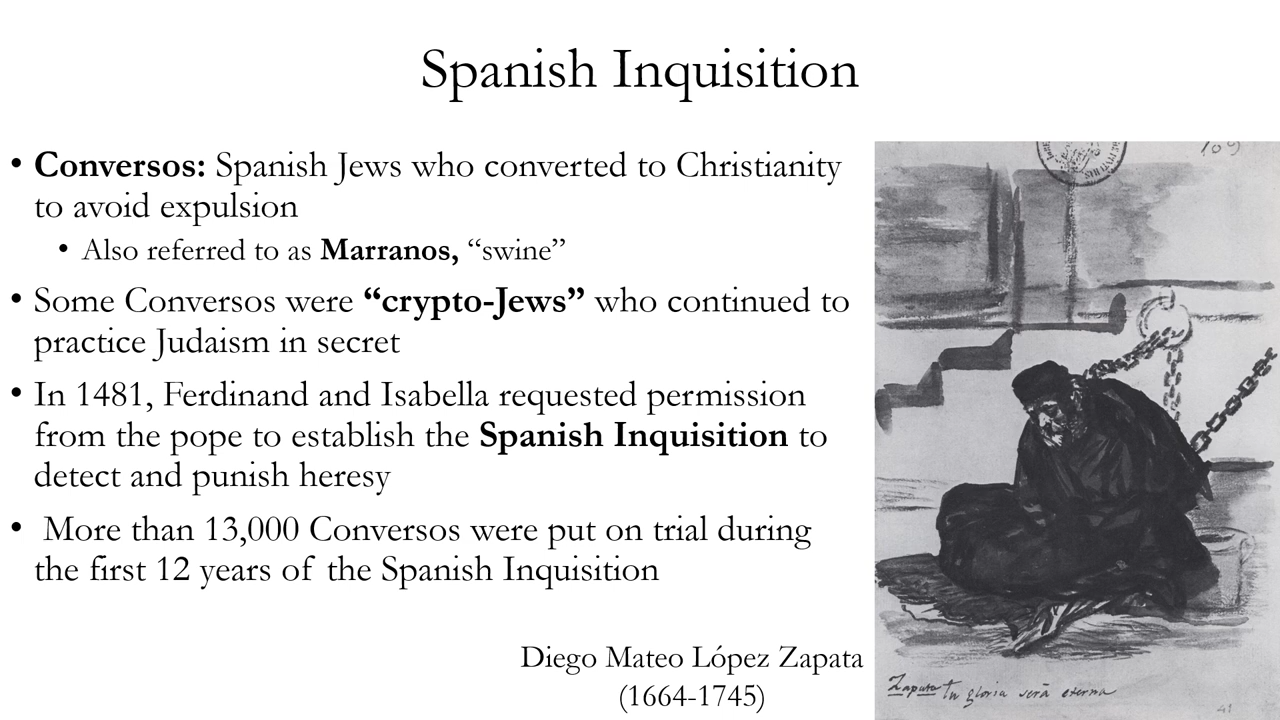 Spanish Inquisition
• Conversos: Spanish Jews who converted to Christianity
to avoid expulsion
• Also referred to as Marranos, “swine”
• Some Conversos were “crypto-Jews” who continued to
practice Judaism in secret
• In 1481, Ferdinand and Isabella requested permission
from the pope to establish the Spanish Inquisition to
detect and punish heresy
• More than 13,000 Conversos were put on trial during
the first 12 years of the Spanish Inquisition
Diego Mateo López Zapata
(1664-1745)
109
Zapata tu gloria será eterna
41